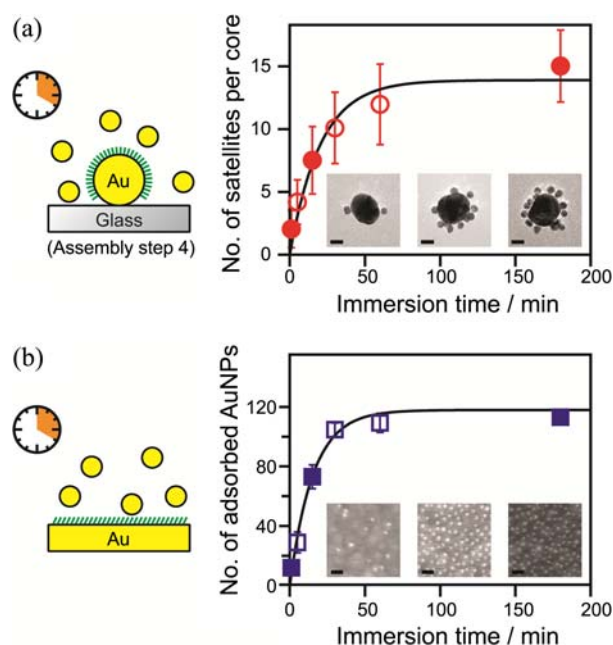 (a)
Au
Glass
(Assembly step 4)
No. of satellites per core
15
10
5
0
0 50 100 150 200
Immersion time / min
(b)
Au
No. of adsorbed AuNPs
120
80
40
0
0 50 100 150 200
Immersion time / min